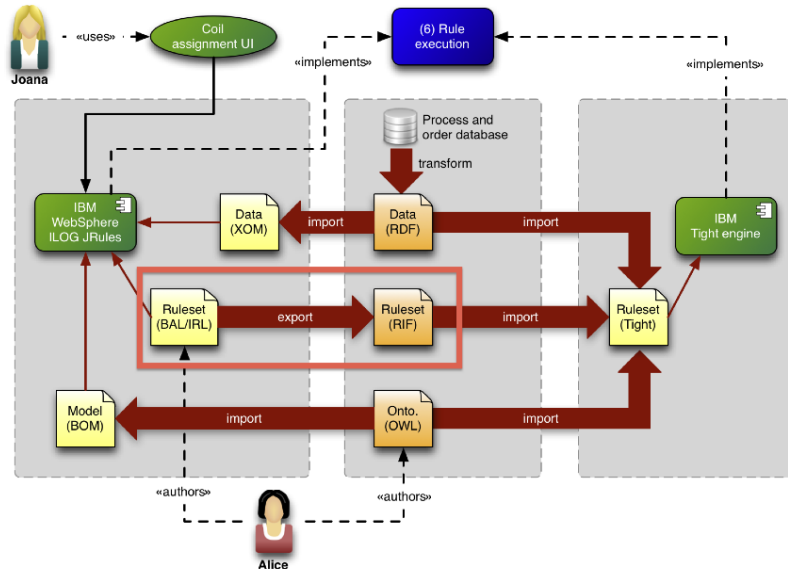 Joana
«uses»
Coil
assignment UI
(6) Rule
execution
«implements»
«implements»
Process and
order database
transform
IBM
WebSphere
ILOG JRules
Data
(XOM)
import
Data
(RDF)
import
IBM
Tight engine
Ruleset
(BAL/IRL)
export
Ruleset
(RIF)
import
Ruleset
(Tight)
Model
(BOM)
import
Onto.
(OWL)
import
«authors»
«authors»
Alice